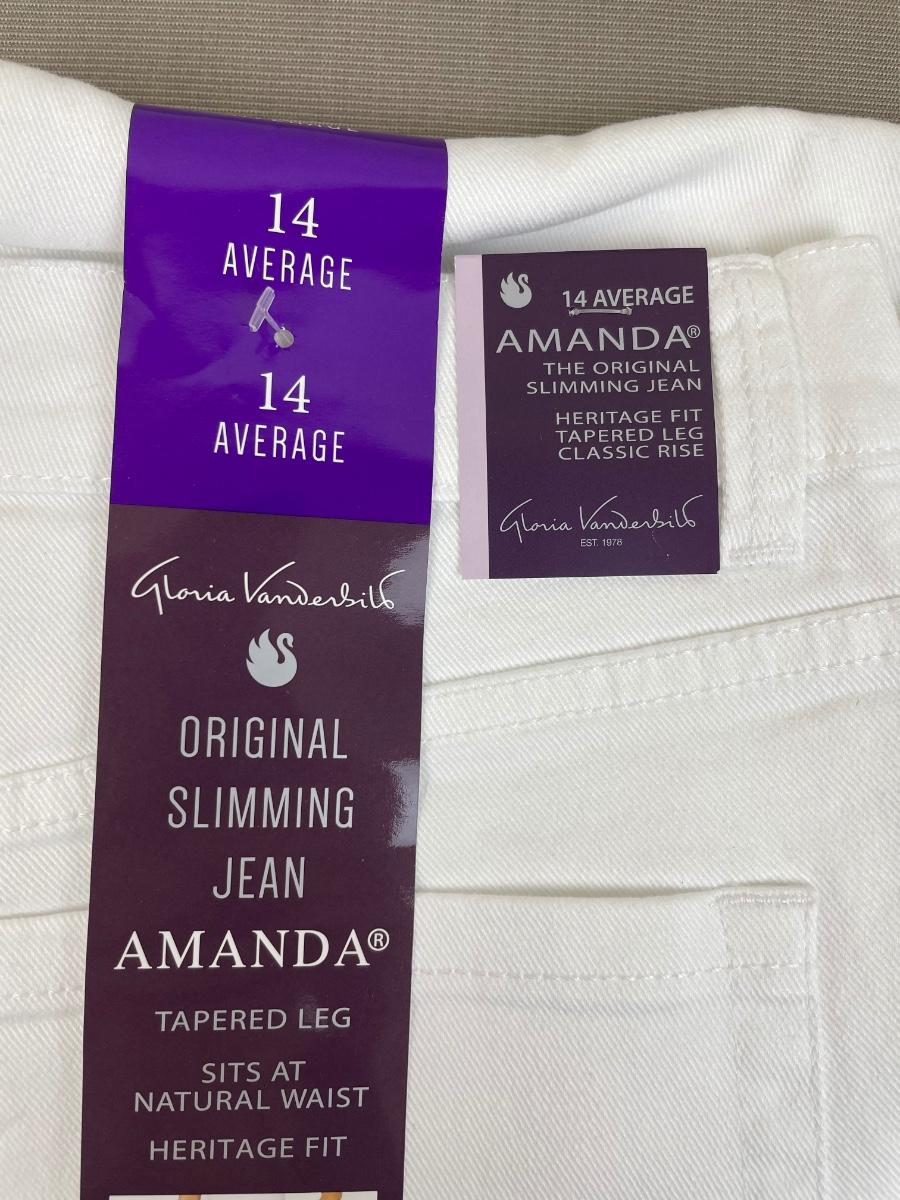 14
AVERAGE
14
AVERAGE
Gloria Vanderbilt
ORIGINAL
SLIMMING
JEAN
AMANDA®
TAPERED LEG
SITS AT
NATURAL WAIST
HERITAGE FIT
14 AVERAGE
AMANDA®
THE ORIGINAL
SLIMMING JEAN
HERITAGE FIT
TAPERED LEG
CLASSIC RISE
Gloria Vanderbilt
EST. 1978